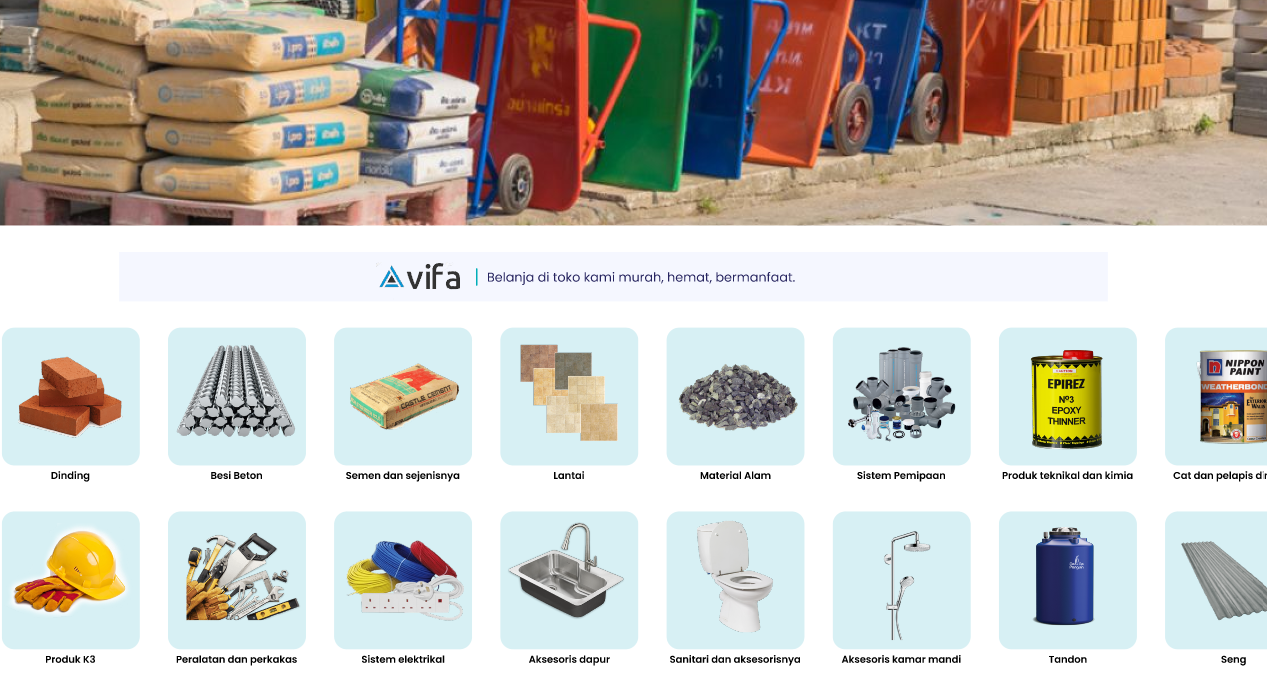 ipro
vifa
Belanja di toko kami murah, hemat, bermanfaat.
CASTLE CEMENT
EPIREZ
Nº3
EPOXY
THINNER
NIPPON
PAINT
WEATHERBOND
Dinding
Besi Beton
Semen dan sejenisnya
Lantai
Material Alam
Sistem Pemipaan
Produk teknikal dan kimia
Cat dan pelapis
Produk K3
Peralatan dan perkakas
Sistem elektrikal
Aksesoris dapur
Sanitari dan aksesorisnya
Aksesoris kamar mandi
Tandon
Seng